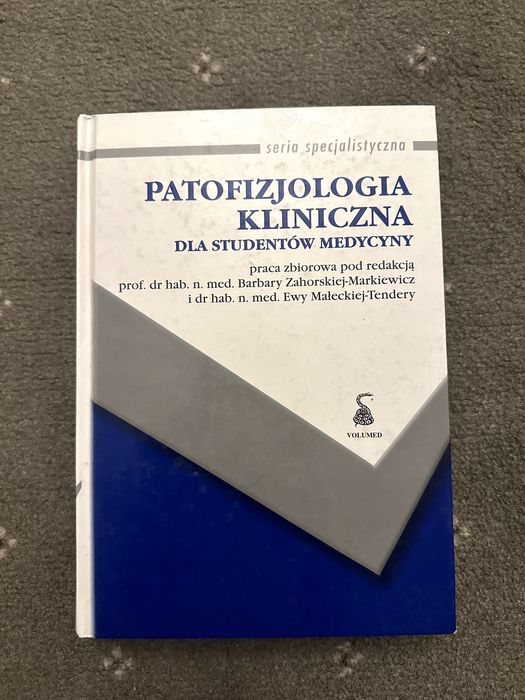 seria specjalistyczna
PATOFIZJOLOGIA
KLINICZNA
DLA STUDENTÓW MEDYCYNY
praca zbiorowa pod redakcją
prof. dr hab. n. med. Barbary Zahorskiej-Markiewicz
i dr hab. n. med. Ewy Małeckiej-Tendery
VOLUMED